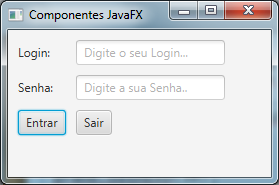 Componentes JavaFX
Login: Digite o seu Login...
Senha: Digite a sua Senha..
Entrar Sair